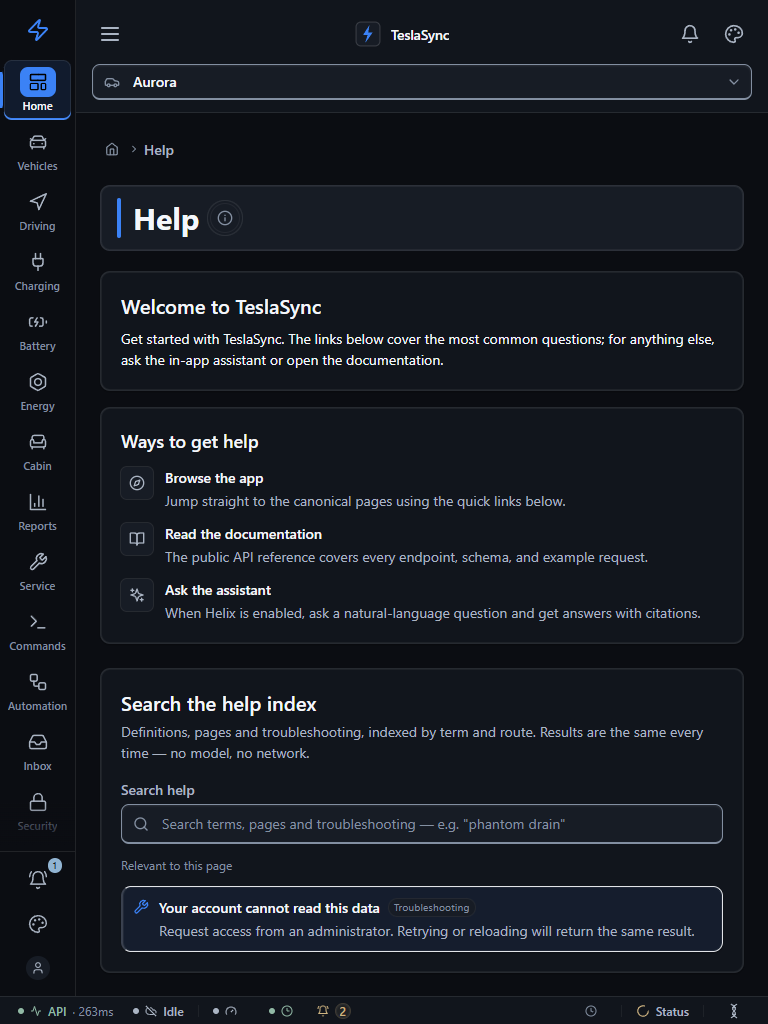 TeslaSync
Aurora
Home
Vehicles
Driving
Charging
Battery
Energy
Cabin
Reports
Service
Commands
Automation
Inbox
Security
1
Help
Help
Welcome to TeslaSync
Get started with TeslaSync. The links below cover the most common questions; for anything else,
ask the in-app assistant or open the documentation.
Ways to get help
Browse the app
Jump straight to the canonical pages using the quick links below.
Read the documentation
The public API reference covers every endpoint, schema, and example request.
Ask the assistant
When Helix is enabled, ask a natural-language question and get answers with citations.
Search the help index
Definitions, pages and troubleshooting, indexed by term and route. Results are the same every
time — no model, no network.
Search help
Search terms, pages and troubleshooting — e.g. "phantom drain"
Relevant to this page
Your account cannot read this data Troubleshooting
Request access from an administrator. Retrying or reloading will return the same result.
API · 263ms Idle 2 Status